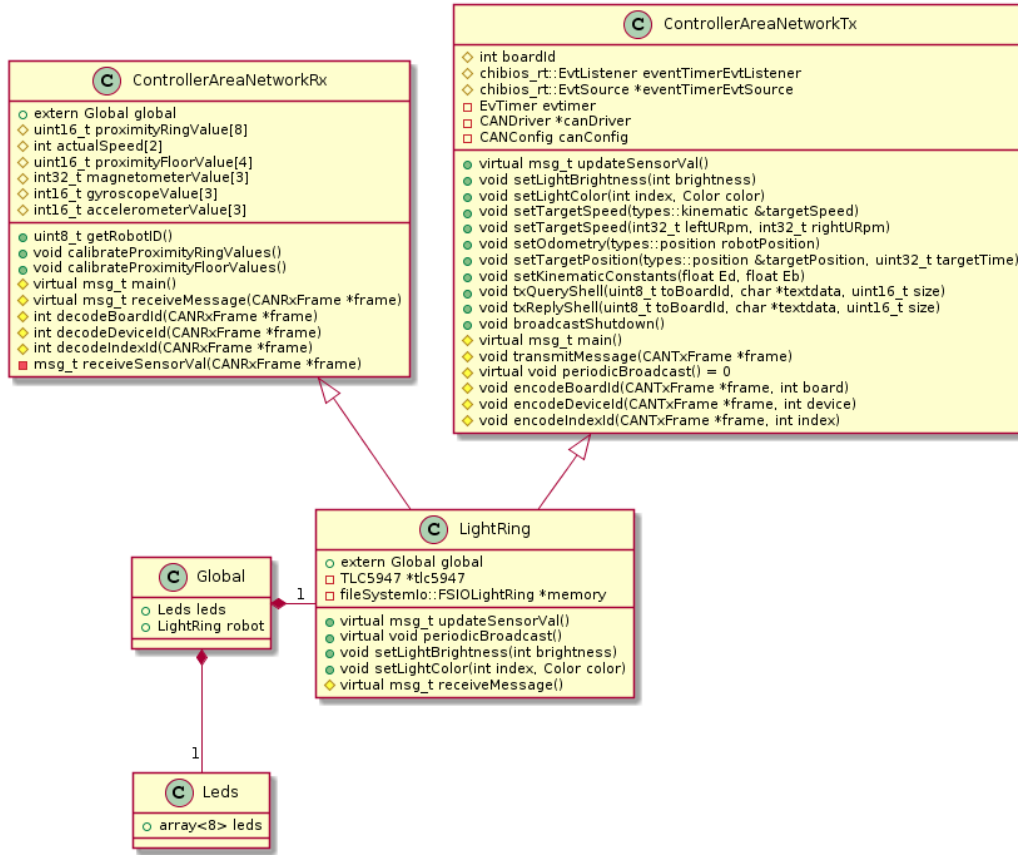 C ControllerAreaNetworkRx
extern Global global
uint16_t proximityRingValue[8]
int actualSpeed[2]
uint16_t proximityFloorValue[4]
int32_t magnetometerValue[3]
int16_t gyroscopeValue[3]
int16_t accelerometerValue[3]
uint8_t getRobotID()
void calibrateProximityRingValues()
void calibrateProximityFloorValues()
virtual msg_t main()
virtual msg_t receiveMessage(CANRxFrame *frame)
int decodeBoardId(CANRxFrame *frame)
int decodeDeviceId(CANRxFrame *frame)
int decodeIndexId(CANRxFrame *frame)
msg_t receiveSensorVal(CANRxFrame *frame)
C ControllerAreaNetworkTx
int boardId
chibios_rt::EvtListener eventTimerEvtListener
chibios_rt::EvtSource *eventTimerEvtSource
EvTimer evtimer
CANDriver *canDriver
CANConfig canConfig
virtual msg_t updateSensorVal()
void setLightBrightness(int brightness)
void setLightColor(int index, Color color)
void setTargetSpeed(types::kinematic &targetSpeed)
void setTargetSpeed(int32_t leftURpm, int32_t rightURpm)
void setOdometry(types::position robotPosition)
void setTargetPosition(types::position &targetPosition, uint32_t targetTime)
void setKinematicConstants(float Ed, float Eb)
void txQueryShell(uint8_t toBoardId, char *textdata, uint16_t size)
void txReplyShell(uint8_t toBoardId, char *textdata, uint16_t size)
void broadcastShutdown()
virtual msg_t main()
void transmitMessage(CANTxFrame *frame)
virtual void periodicBroadcast() = 0
void encodeBoardId(CANTxFrame *frame, int board)
void encodeDeviceId(CANTxFrame *frame, int device)
void encodeIndexId(CANTxFrame *frame, int index)
C LightRing
extern Global global
TLC5947 *tlc5947
fileSystemIo::FSIOLightRing *memory
virtual msg_t updateSensorVal()
virtual void periodicBroadcast()
void setLightBrightness(int brightness)
void setLightColor(int index, Color color)
virtual msg_t receiveMessage()
C Global
Leds leds
LightRing robot
1
1
C Leds
array<8> leds